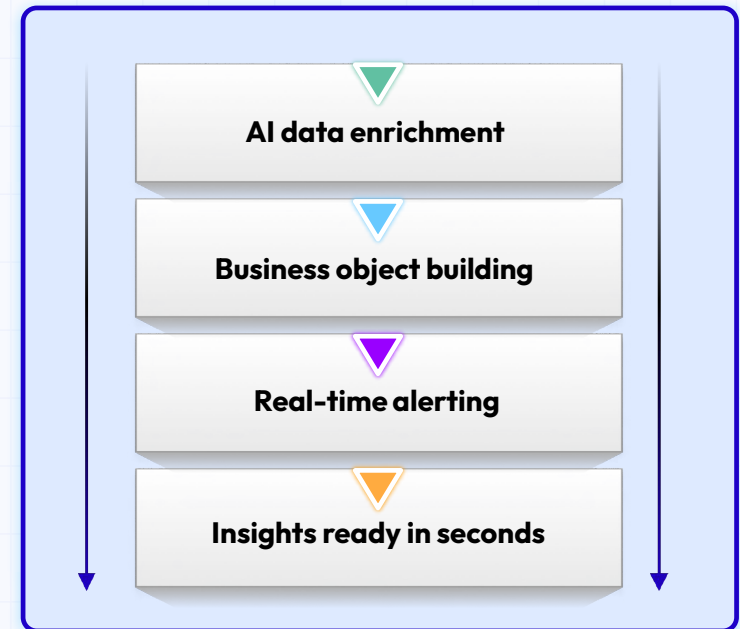 AI data enrichment
Business object building
Real-time alerting
Insights ready in seconds